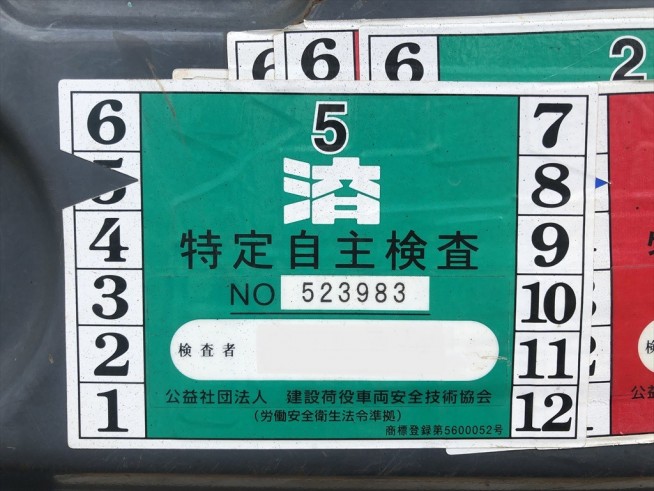 6 6 6 2
5
済
特定自主検査
NO 523983
検査者
公益社団法人 建設荷役車両安全技術協会
(労働安全衛生法令準拠)
商標登録第5600052号
6
5
4
3
2
1
7
8
9
10
11
12